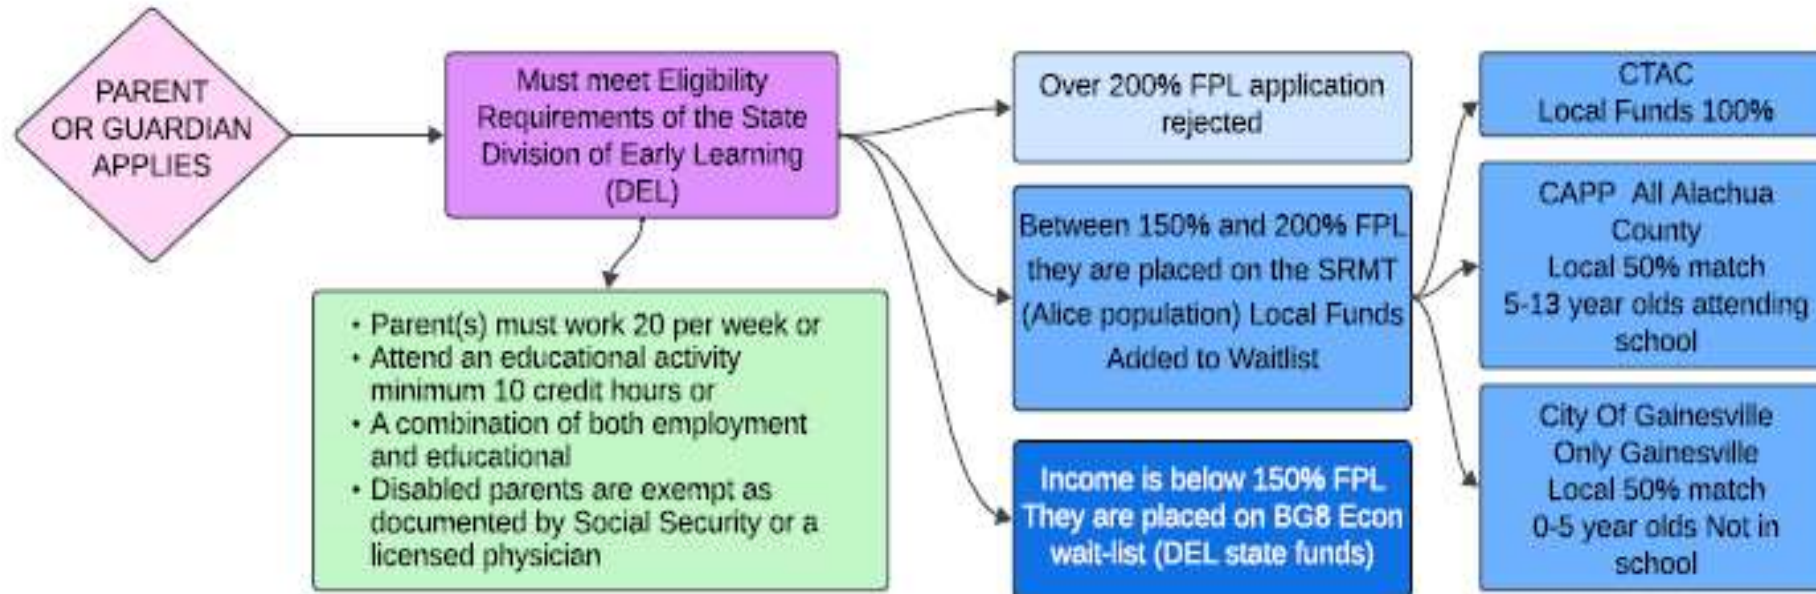 PARENT
OR GUARDIAN
APPLIES
Must meet Eligibility
Requirements of the State
Division of Early Learning
(DEL)
• Parent(s) must work 20 per week or
• Attend an educational activity
minimum 10 credit hours or
• A combination of both employment
and educational
• Disabled parents are exempt as
documented by Social Security or a
licensed physician
Over 200% FPL application
rejected
Between 150% and 200% FPL
they are placed on the SRMT
(Alice population) Local Funds
Added to Waitlist
Income is below 150% FPL
They are placed on BG8 Econ
wait-list (DEL state funds)
CTAC
Local Funds 100%
CAPP All Alachua
County
Local 50% match
5-13 year olds attending
school
City Of Gainesville
Only Gainesville
Local 50% match
0-5 year olds Not in
school